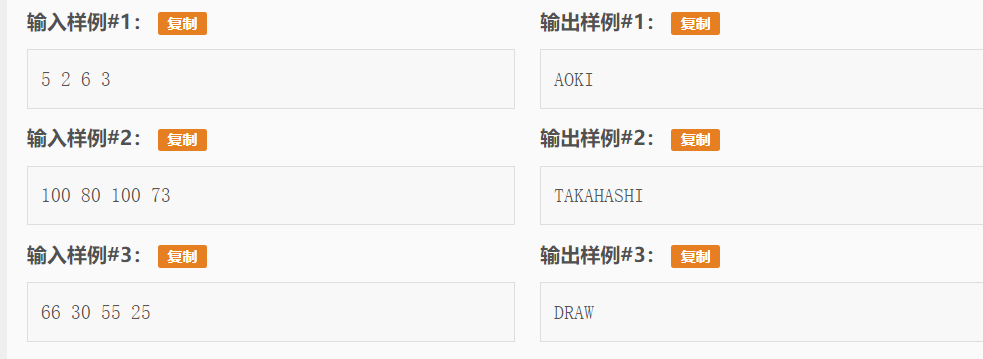 输入样例#1： 复制 输出样例#1： 复制
5 2 6 3 AOKI
输入样例#2： 复制 输出样例#2： 复制
100 80 100 73 TAKAHASHI
输入样例#3： 复制 输出样例#3： 复制
66 30 55 25 DRAW